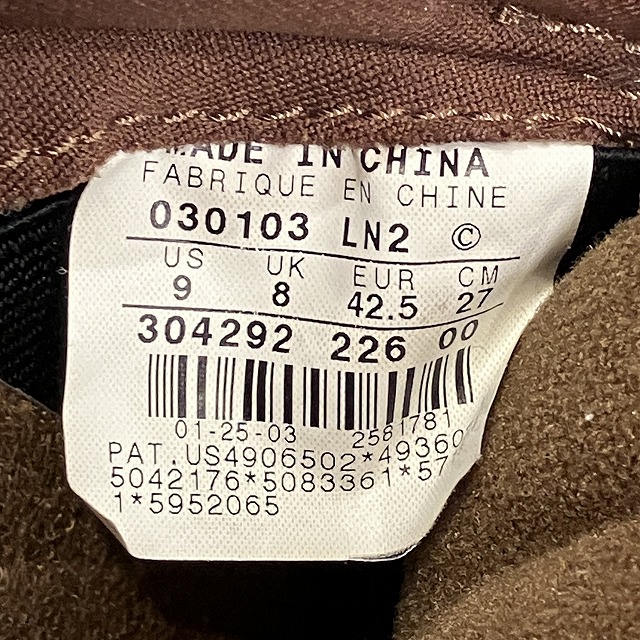 MADE IN CHINA
FABRIQUE EN CHINE
030103 LN2 ©
US UK EUR CM
9 8 42.5 27
304292 226 00
01-25-03 2581781
PAT.US4906502*49360
5042176*5083361*57
1*5952065